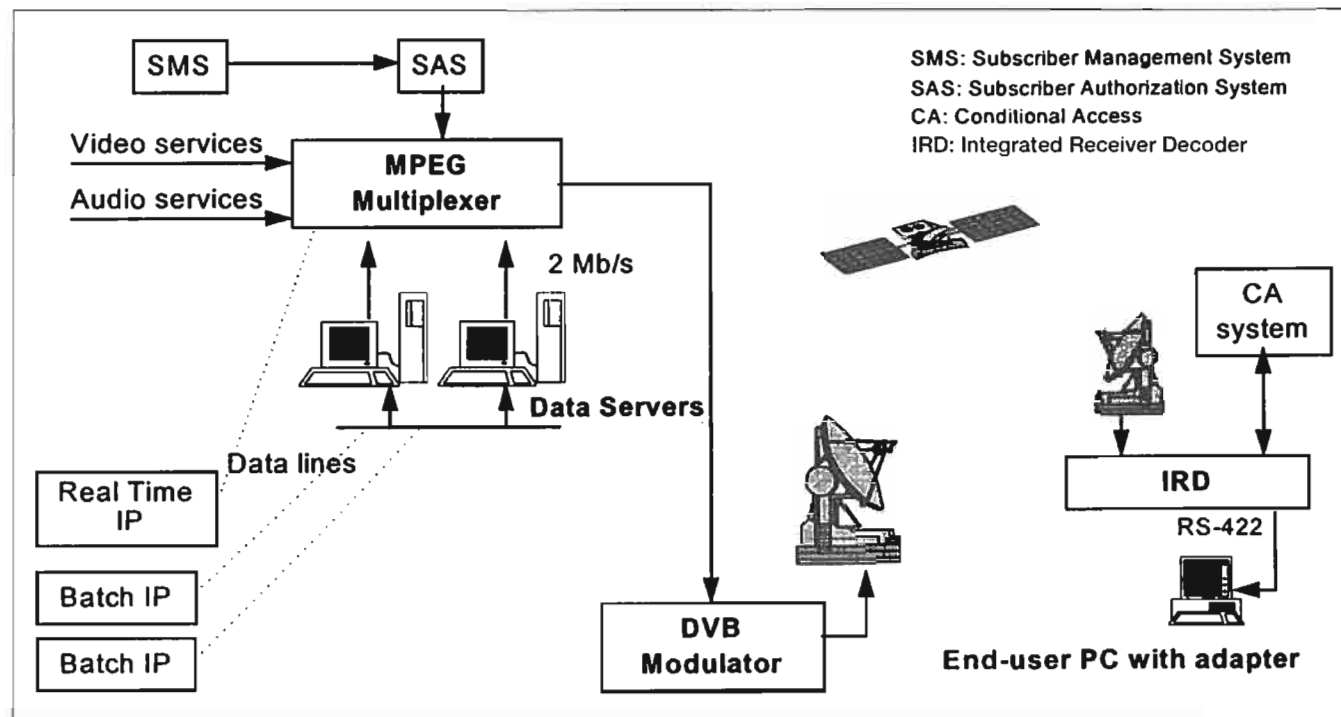 SMS
SAS
SMS: Subscriber Management System
SAS: Subscriber Authorization System
CA: Conditional Access
IRD: Integrated Receiver Decoder
Video services
Audio services
MPEG
Multiplexer
2 Mb/s
CA
system
Data Servers
Data lines
Real Time
IP
IRD
RS-422
Batch IP
Batch IP
DVB
Modulator
End-user PC with adapter